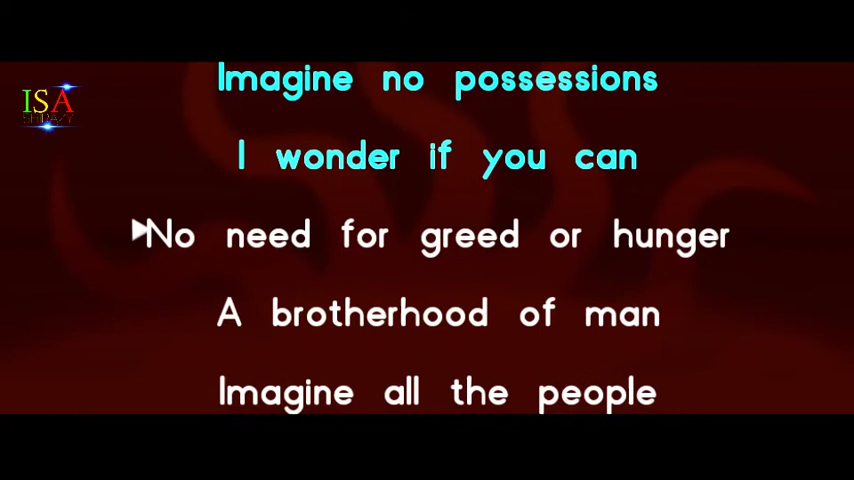 Imagine no possessions
ISA
SHIRAZY
I wonder if you can
No need for greed or hunger
A brotherhood of man
Imagine all the people